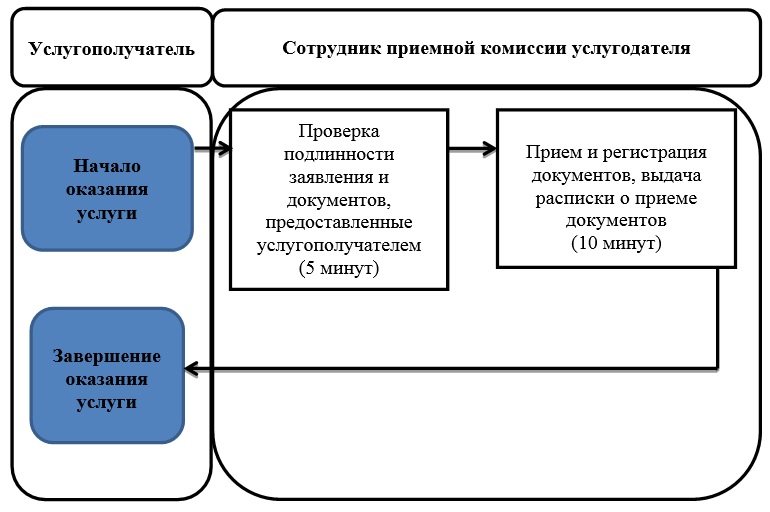 Услугополучатель
Сотрудник приемной комиссии услугодателя
Начало
оказания
услуги
Проверка
подлинности
заявления и
документов,
предоставленные
услугополучателем
(5 минут)
Прием и регистрация
документов, выдача
расписки о приеме
документов
(10 минут)
Завершение
оказания
услуги